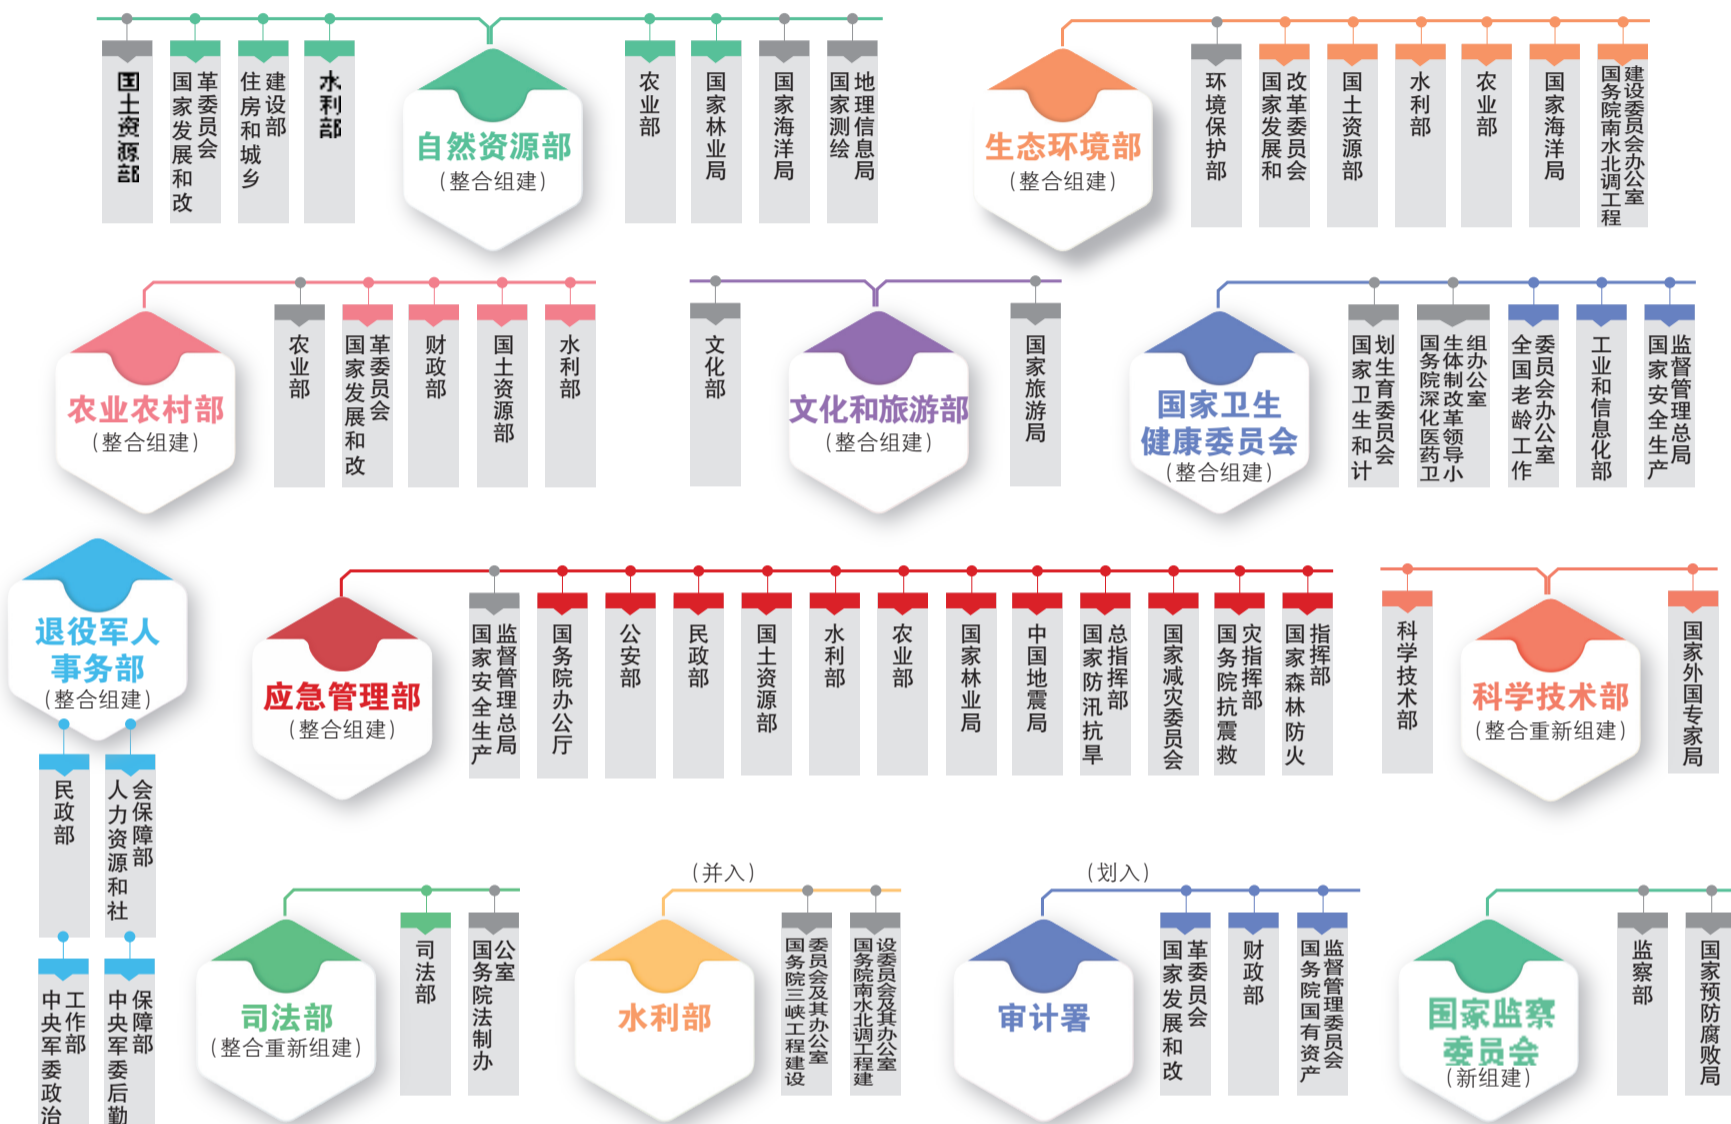 国土资源部
国家发展和改
革委员会
住房和城乡
建设部
水利部
自然资源部
(整合组建)
农业部
国家林业局
国家海洋局
国家测绘
地理信息局
生态环境部
(整合组建)
环境保护部
国家发展和
改革委员会
国土资源部
水利部
农业部
国家海洋局
国务院南水北调工程
建设委员会办公室
农业农村部
(整合组建)
农业部
国家发展和改
革委员会
财政部
国土资源部
水利部
文化部
文化和旅游部
(整合组建)
国家旅游局
国家卫生
健康委员会
(整合组建)
国家卫生和计
划生育委员会
国务院深化医药卫
生体制改革领导小
组办公室
全国老龄工作
委员会办公室
工业和信息化部
国家安全生产
监督管理总局
退役军人
事务部
(整合组建)
民政部
人力资源和社
会保障部
中央军委政治
工作部
中央军委后勤
保障部
应急管理部
(整合组建)
国家安全生产
监督管理总局
国务院办公厅
公安部
民政部
国土资源部
水利部
农业部
国家林业局
中国地震局
国家防汛抗旱
总指挥部
国家减灾委员会
国务院抗震救
灾指挥部
国家森林防火
指挥部
科学技术部
科学技术部
(整合重新组建)
国家外国专家局
司法部
(整合重新组建)
司法部
国务院法制办
公室
(并入)
水利部
国务院三峡工程建设
委员会及其办公室
国务院南水北调工程建
设委员会及其办公室
(划入)
审计署
国家发展和改
革委员会
财政部
国务院国有资产
监督管理委员会
国家监察
委员会
(新组建)
监察部
国家预防腐败局